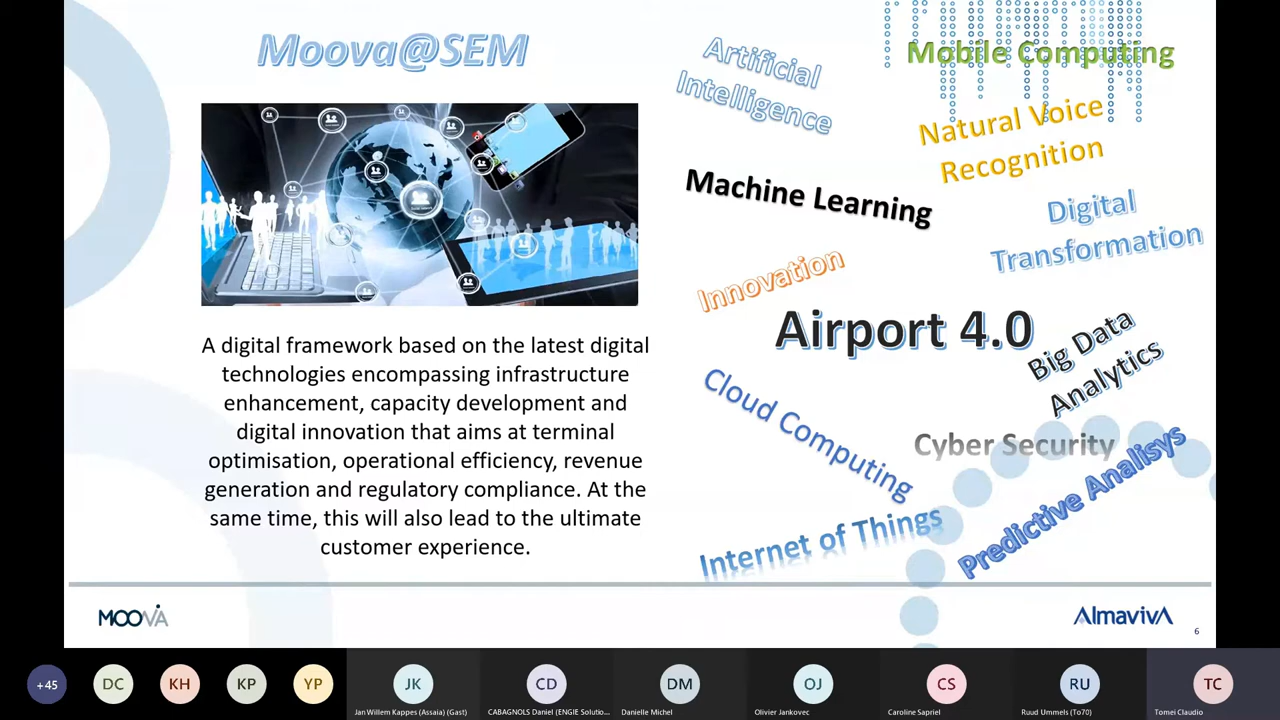 Moova@SEM
Artificial
Intelligence
Mobile Computing
Natural Voice
Recognition
Machine Learning
Digital
Transformation
Innovation
Airport 4.0
Big Data
Analytics
Cloud Computing
Cyber Security
Predictive Analisys
Internet of Things
A digital framework based on the latest digital
technologies encompassing infrastructure
enhancement, capacity development and
digital innovation that aims at terminal
optimisation, operational efficiency, revenue
generation and regulatory compliance. At the
same time, this will also lead to the ultimate
customer experience.
MOOVA
AlmavivA
6
+45
DC
KH
KP
YP
JK
CD
DM
OJ
CS
RU
TC
Jan Willem Kappes (Assaia) (Gast)
CABAGNOLS Daniel (ENGIE Solutio...
Danielle Michel
Olivier Jankovec
Caroline Sapriel
Ruud Ummels (To70)
Tomei Claudio